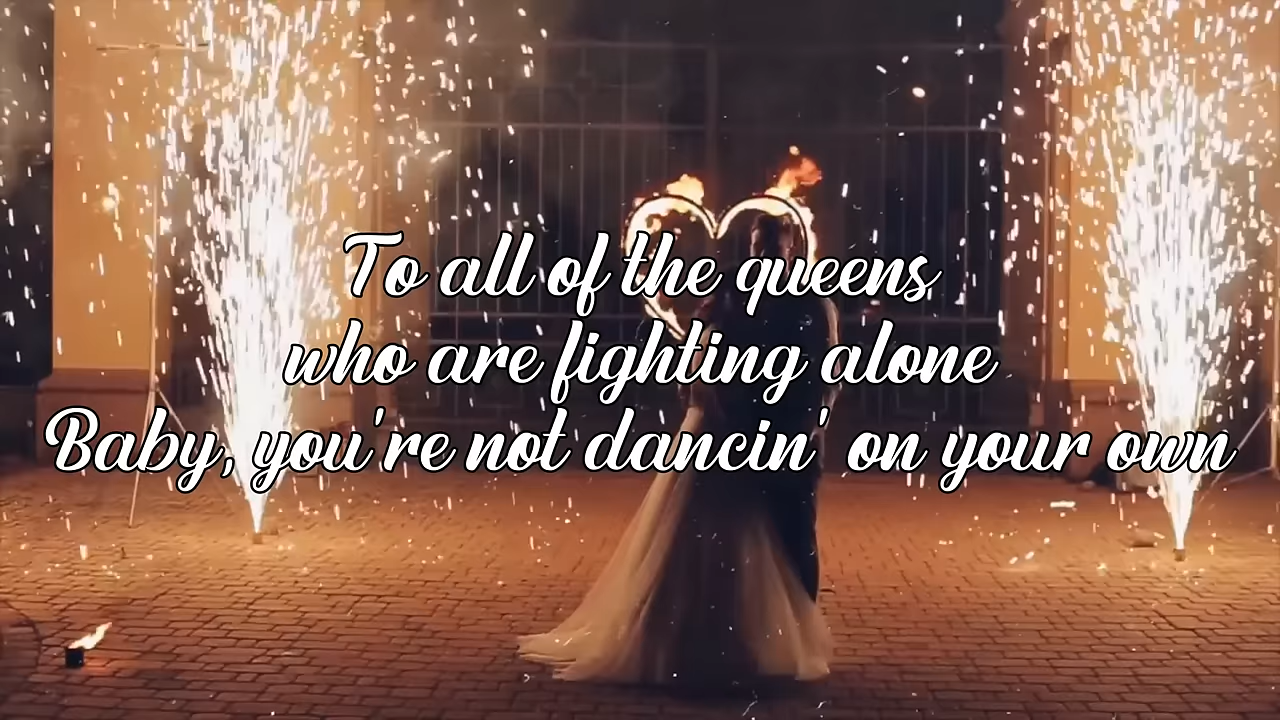 To all of the queens
who are fighting alone
Baby, you're not dancin' on your own